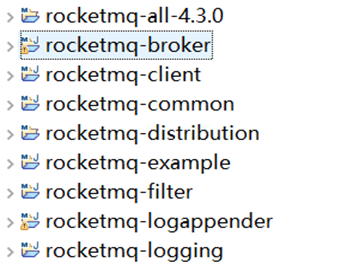 rocketmq-all-4.3.0
rocketmq-broker
rocketmq-client
rocketmq-common
rocketmq-distribution
rocketmq-example
rocketmq-filter
rocketmq-logappender
rocketmq-logging